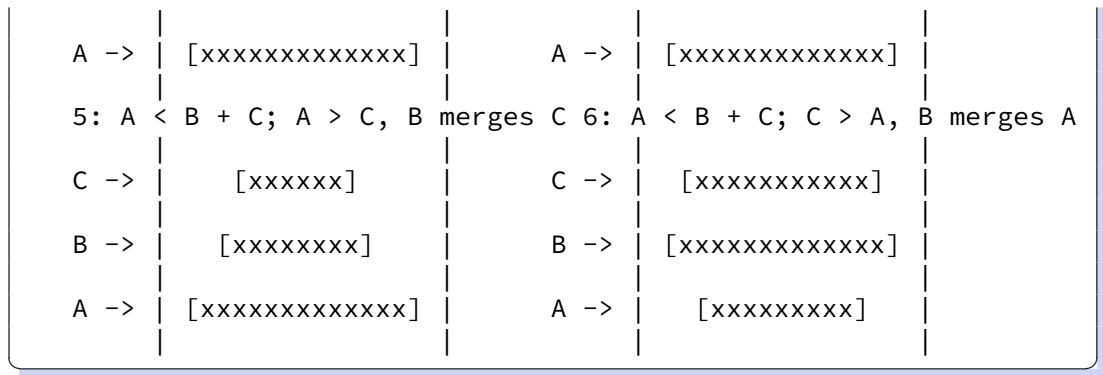 A -> | [xxxxxxxxxxxxx] | A -> | [xxxxxxxxxxxxx] |
5: A < B + C; A > C, B merges C 6: A < B + C; C > A, B merges A
C -> | [xxxxxx] | C -> | [xxxxxxxxxxx] |
B -> | [xxxxxxxx] | B -> | [xxxxxxxxxxxxx] |
A -> | [xxxxxxxxxxxxx] | A -> | [xxxxxxxxx] |